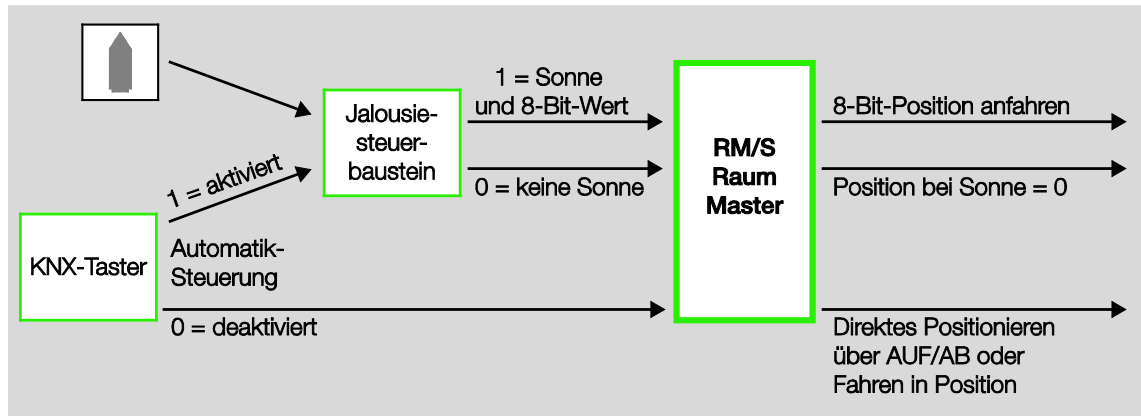 1 = Sonne
und 8-Bit-Wert
8-Bit-Position anfahren
Jalousie-
steuer-
baustein
RM/S
Raum
Master
1 = aktiviert
0 = keine Sonne
Position bei Sonne = 0
KNX-Taster
Automatik-
Steuerung
0 = deaktiviert
Direktes Positionieren
über AUF/AB oder
Fahren in Position